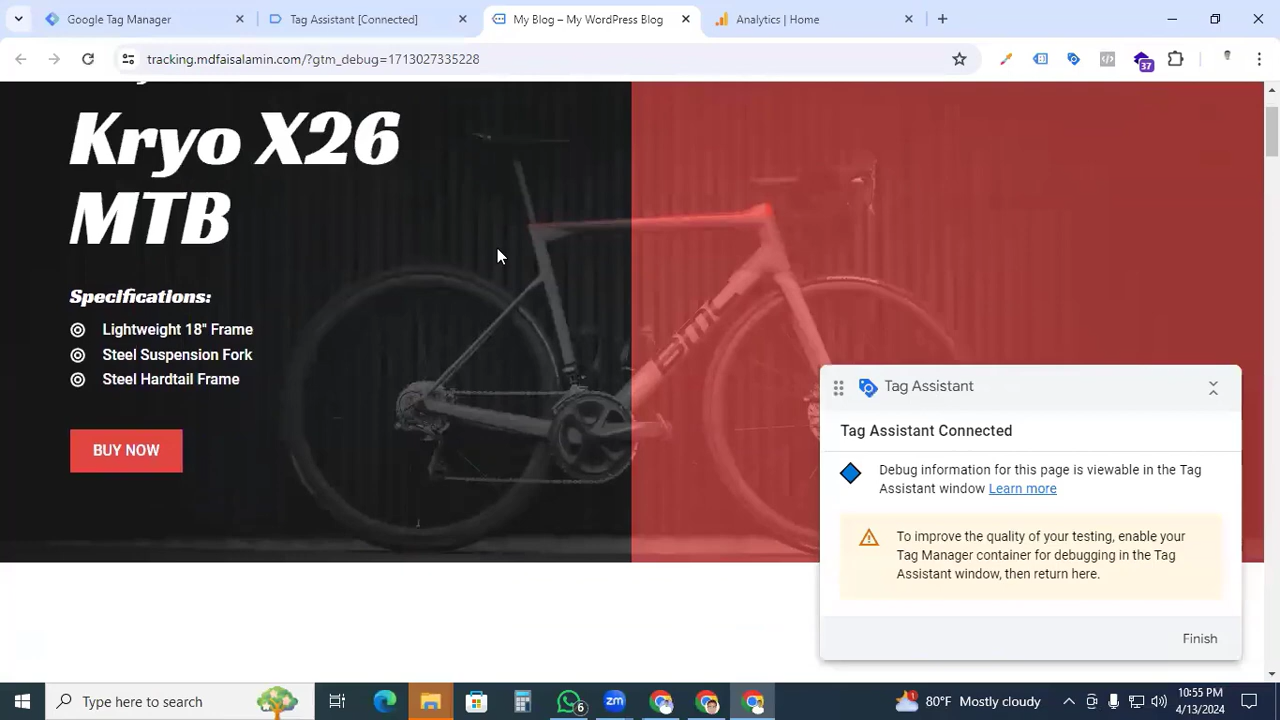 Google Tag Manager
Tag Assistant [Connected]
My Blog – My WordPress Blog
Analytics | Home
tracking.mdfaisalamin.com/?gtm_debug=1713027335228
37
Kryo X26
MTB
Specifications:
Lightweight 18" Frame
Steel Suspension Fork
Steel Hardtail Frame
BUY NOW
Tag Assistant
Tag Assistant Connected
Debug information for this page is viewable in the Tag
Assistant window Learn more
To improve the quality of your testing, enable your
Tag Manager container for debugging in the Tag
Assistant window, then return here.
Finish
Type here to search
6
zm
1
80°F Mostly cloudy
10:55 PM
4/13/2024